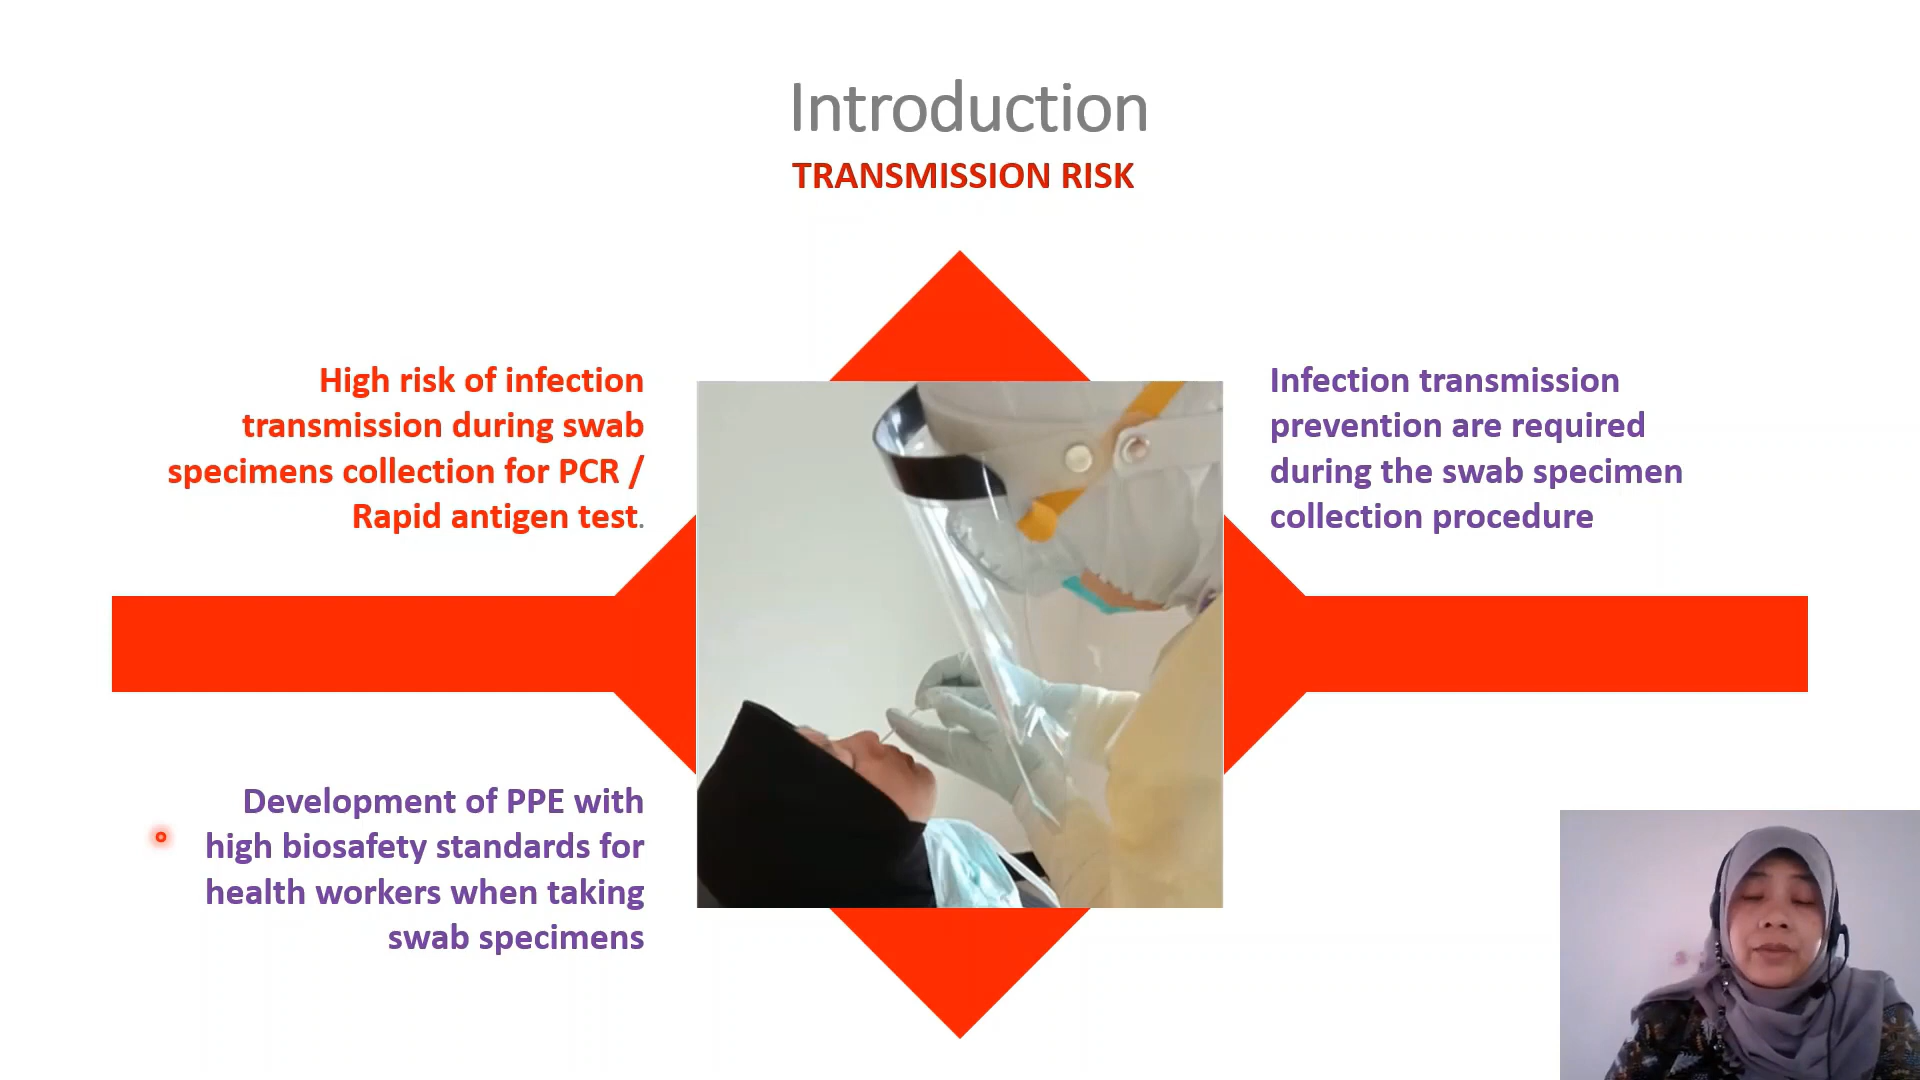 Introduction
TRANSMISSION RISK
High risk of infection
transmission during swab
specimens collection for PCR /
Rapid antigen test.
Infection transmission
prevention are required
during the swab specimen
collection procedure
Development of PPE with
high biosafety standards for
health workers when taking
swab specimens